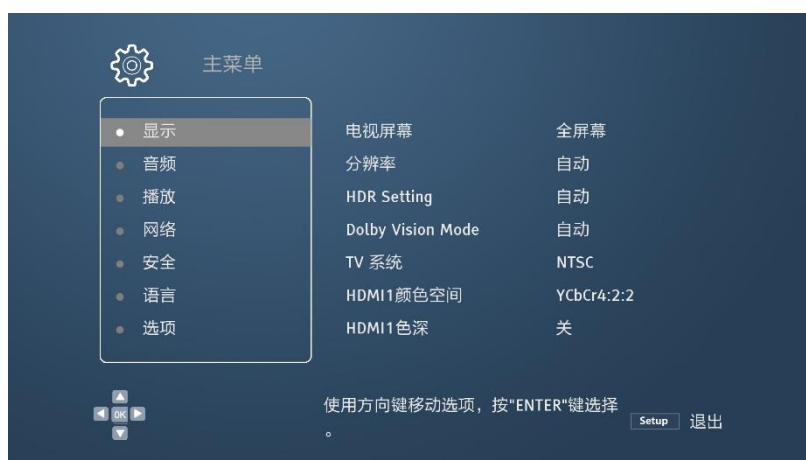 主菜单
显示
音频
播放
网络
安全
语言
选项
电视屏幕 全屏幕
分辨率 自动
HDR Setting 自动
Dolby Vision Mode 自动
TV 系统 NTSC
HDMI1颜色空间 YCbCr4:2:2
HDMI1色深 关
OK
使用方向键移动选项，按"ENTER"键选择
。
Setup 退出